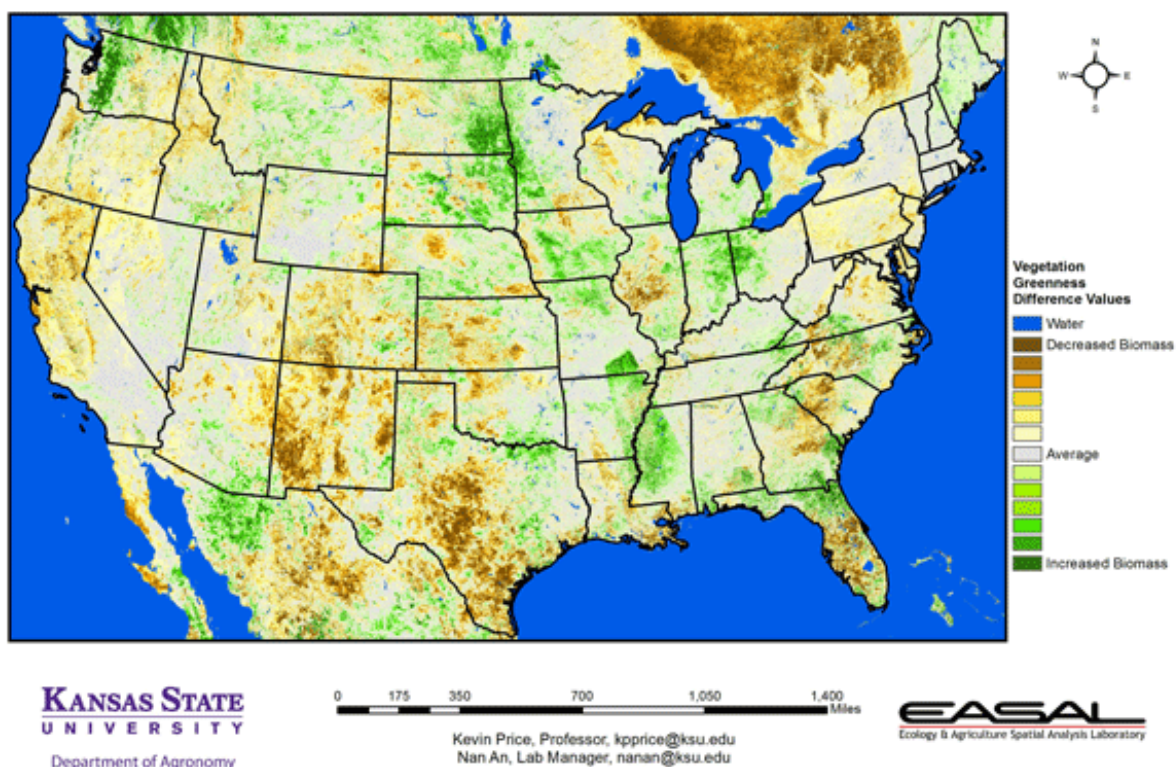 N
W
E
S
Vegetation
Greenness
Difference Values
Water
Decreased Biomass
Average
Increased Biomass
KANSAS STATE
UNIVERSITY
Department of Agronomy
0 175 350 700 1,050 1,400
Miles
Kevin Price, Professor, kpprice@ksu.edu
Nan An, Lab Manager, nanan@ksu.edu
EASAL
Ecology & Agriculture Spatial Analysis Laboratory